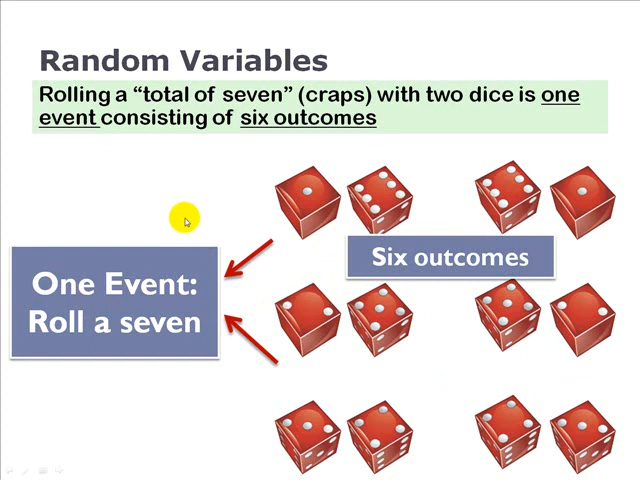 Random Variables
Rolling a “total of seven” (craps) with two dice is one
event consisting of six outcomes
Six outcomes
One Event:
Roll a seven